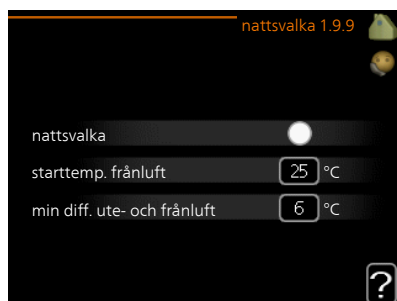 nattsvalka 1.9.9
nattsvalka
starttemp. frånluft 25 °C
min diff. ute- och frånluft 6 °C
?